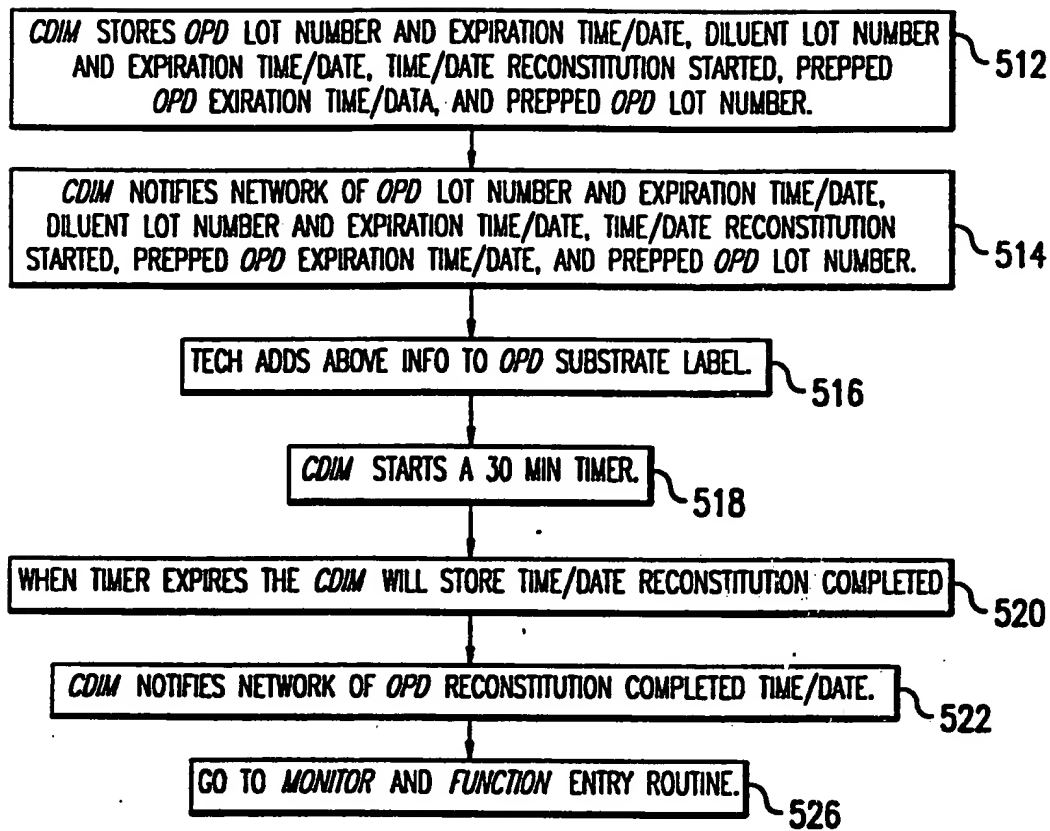 CDIM STORES OPD LOT NUMBER AND EXPIRATION TIME/DATE, DILUENT LOT NUMBER
AND EXPIRATION TIME/DATE, TIME/DATE RECONSTITUTION STARTED, PREPPED
OPD EXIRATION TIME/DATA, AND PREPPED OPD LOT NUMBER.
512
CDIM NOTIFIES NETWORK OF OPD LOT NUMBER AND EXPIRATION TIME/DATE,
DILUENT LOT NUMBER AND EXPIRATION TIME/DATE, TIME/DATE RECONSTITUTION
STARTED, PREPPED OPD EXPIRATION TIME/DATE, AND PREPPED OPD LOT NUMBER.
514
TECH ADDS ABOVE INFO TO OPD SUBSTRATE LABEL.
516
CDIM STARTS A 30 MIN TIMER.
518
WHEN TIMER EXPIRES THE CDIM WILL STORE TIME/DATE RECONSTITUTION COMPLETED
520
CDIM NOTIFIES NETWORK OF OPD RECONSTITUTION COMPLETED TIME/DATE.
522
GO TO MONITOR AND FUNCTION ENTRY ROUTINE.
526